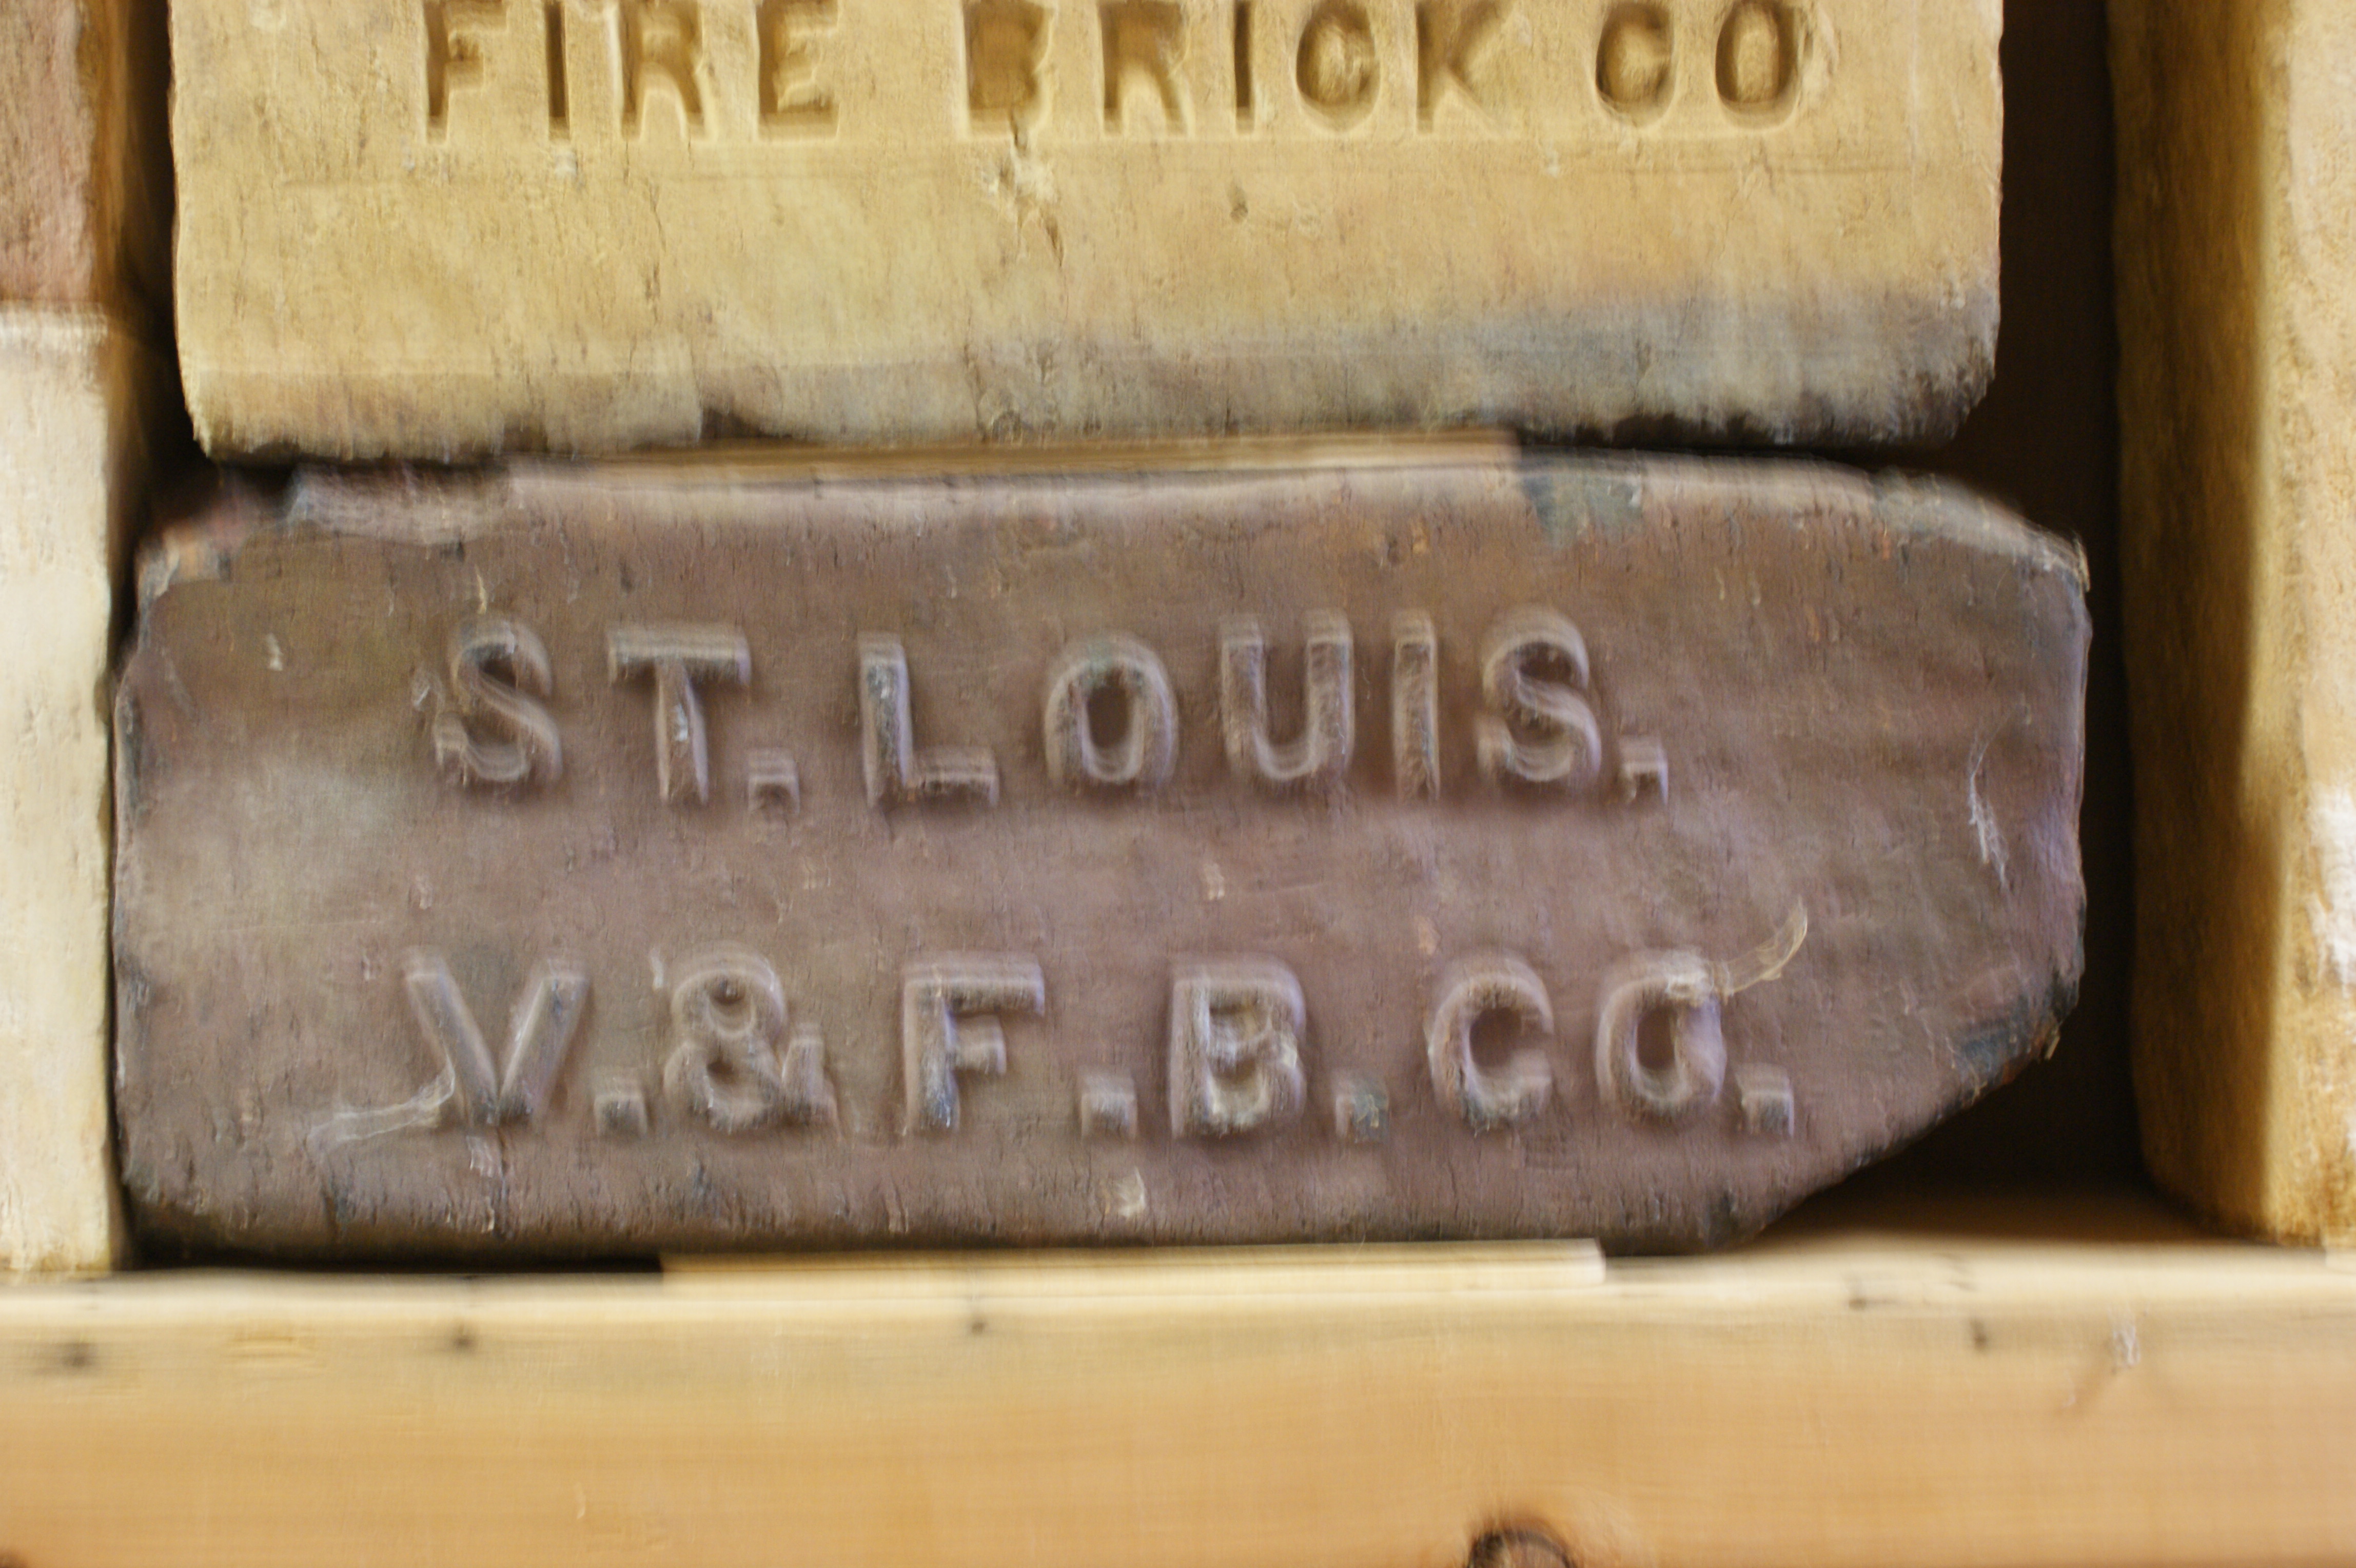 FIRE BRICK CO
ST. LOUIS.
V. & F. B. CO.